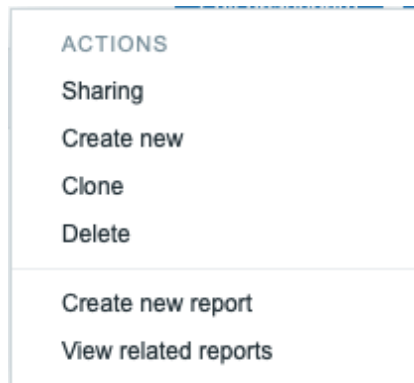 ACTIONS
Sharing
Create new
Clone
Delete
Create new report
View related reports